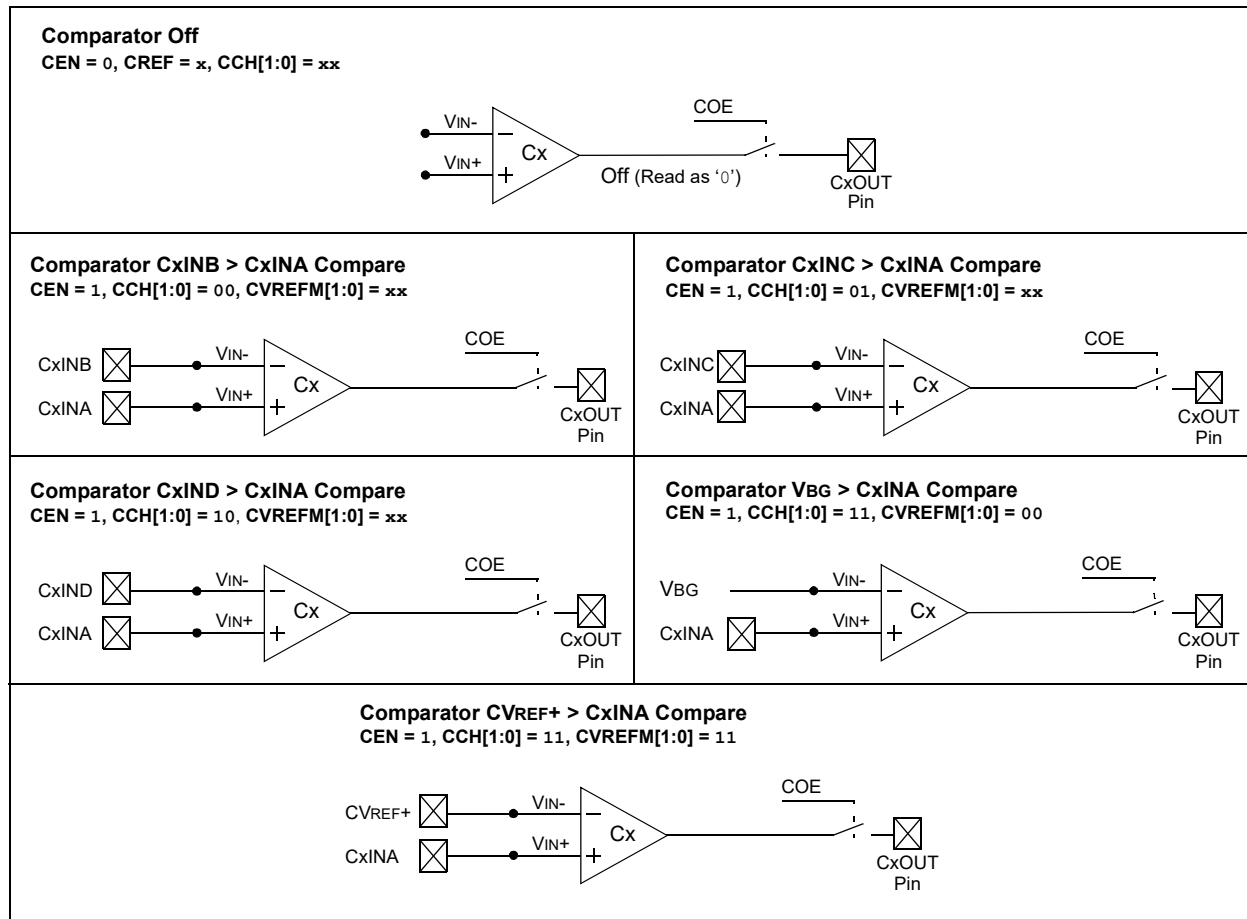 Comparator Off
CEN = 0, CREF = x, CCH[1:0] = xx
COE
VIN-
Cx
VIN+
Off (Read as ‘0’)
CxOUT
Pin
Comparator CxINB > CxINA Compare
CEN = 1, CCH[1:0] = 00, CVREFM[1:0] = xx
COE
CxINB
VIN-
Cx
CxINA
VIN+
CxOUT
Pin
Comparator CxINC > CxINA Compare
CEN = 1, CCH[1:0] = 01, CVREFM[1:0] = xx
COE
CxINC
VIN-
Cx
CxINA
VIN+
CxOUT
Pin
Comparator CxIND > CxINA Compare
CEN = 1, CCH[1:0] = 10, CVREFM[1:0] = xx
COE
CxIND
VIN-
Cx
CxINA
VIN+
CxOUT
Pin
Comparator VBG > CxINA Compare
CEN = 1, CCH[1:0] = 11, CVREFM[1:0] = 00
COE
VBG
VIN-
Cx
CxINA
VIN+
CxOUT
Pin
Comparator CVREF+ > CxINA Compare
CEN = 1, CCH[1:0] = 11, CVREFM[1:0] = 11
COE
CVREF+
VIN-
Cx
CxINA
VIN+
CxOUT
Pin